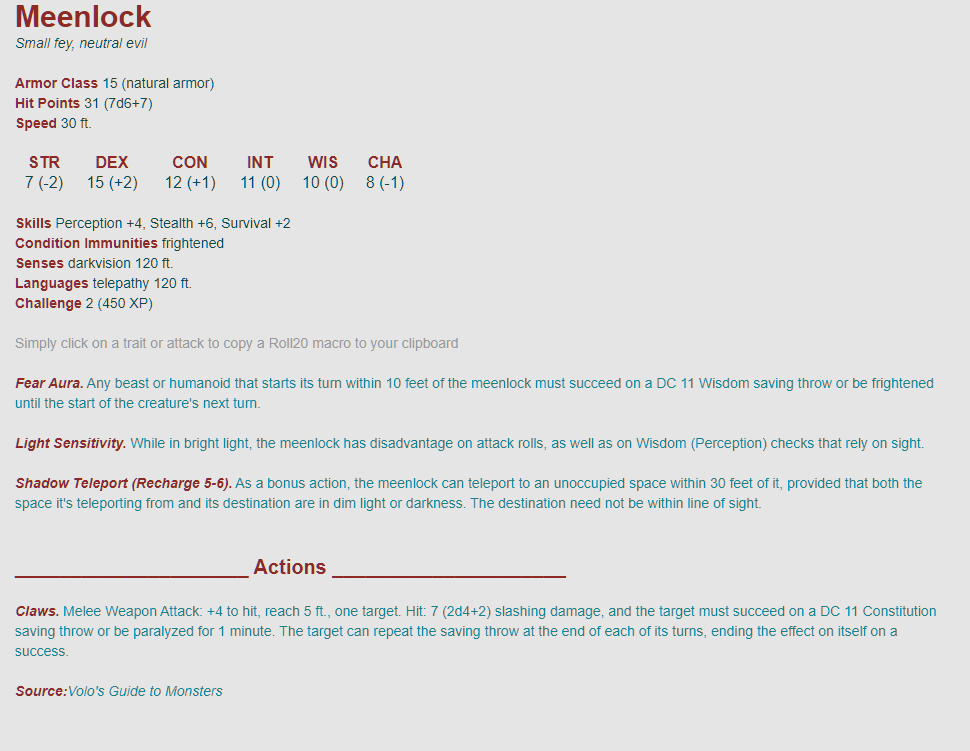 Meenlock
Small fey, neutral evil
Armor Class 15 (natural armor)
Hit Points 31 (7d6+7)
Speed 30 ft.
STR DEX CON INT WIS CHA
7 (-2) 15 (+2) 12 (+1) 11 (0) 10 (0) 8 (-1)
Skills Perception +4, Stealth +6, Survival +2
Condition Immunities frightened
Senses darkvision 120 ft.
Languages telepathy 120 ft.
Challenge 2 (450 XP)
Simply click on a trait or attack to copy a Roll20 macro to your clipboard
Fear Aura. Any beast or humanoid that starts its turn within 10 feet of the meenlock must succeed on a DC 11 Wisdom saving throw or be frightened
until the start of the creature's next turn.
Light Sensitivity. While in bright light, the meenlock has disadvantage on attack rolls, as well as on Wisdom (Perception) checks that rely on sight.
Shadow Teleport (Recharge 5-6). As a bonus action, the meenlock can teleport to an unoccupied space within 30 feet of it, provided that both the
space it's teleporting from and its destination are in dim light or darkness. The destination need not be within line of sight.
Actions
Claws. Melee Weapon Attack: +4 to hit, reach 5 ft., one target. Hit: 7 (2d4+2) slashing damage, and the target must succeed on a DC 11 Constitution
saving throw or be paralyzed for 1 minute. The target can repeat the saving throw at the end of each of its turns, ending the effect on itself on a
success.
Source:Volo's Guide to Monsters